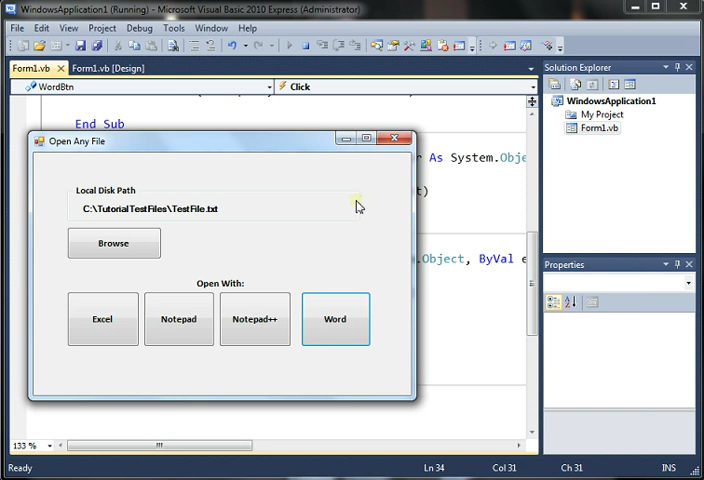 WindowsApplication1 (Running) - Microsoft Visual Basic 2010 Express (Administrator)
File Edit View Project Debug Tools Window Help
Form1.vb Form1.vb [Design]
WordBtn Click
End Sub
r As System.Obje
t)
.Object, ByVal e
Open Any File
Local Disk Path
C:\TutorialTestFiles\TestFile.txt
Browse
Open With:
Excel Notepad Notepad++ Word
133 %
Solution Explorer
WindowsApplication1
My Project
Form1.vb
Properties
Ready Ln 34 Col 31 Ch 31 INS